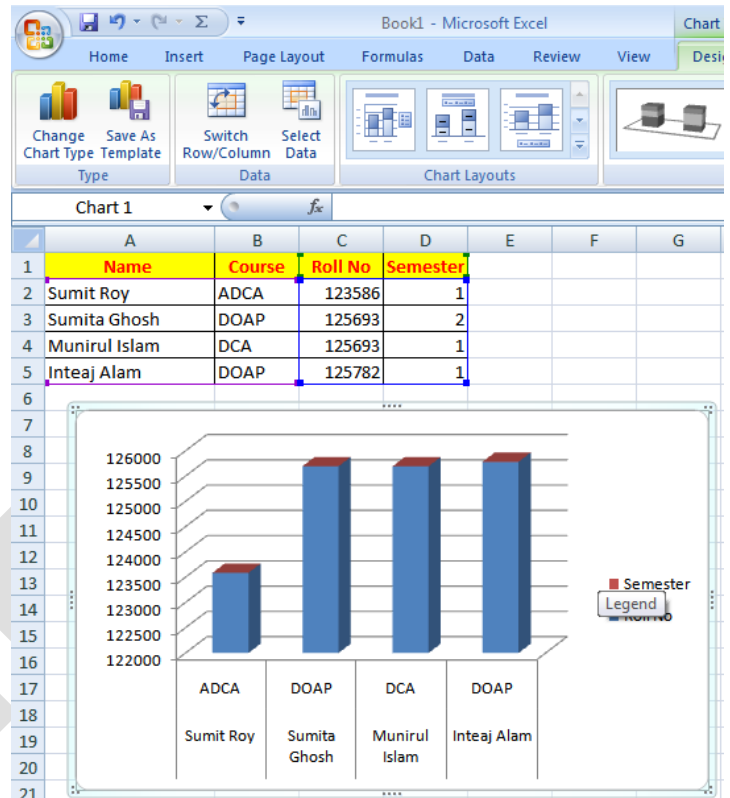 Book1 - Microsoft Excel Chart
Home Insert Page Layout Formulas Data Review View Desi
Change Chart Type Save As Template Switch Row/Column Select Data
Type Data Chart Layouts
Chart 1 fx
A B C D E F G
1 Name Course Roll No Semester
2 Sumit Roy ADCA 123586 1
3 Sumita Ghosh DOAP 125693 2
4 Munirul Islam DCA 125693 1
5 Inteaj Alam DOAP 125782 1
6
7
8 126000
9 125500
10 125000
11 124500
12 124000
13 123500 Semester
14 123000 Legend
15 122500 Roll No
16 122000
17 ADCA DOAP DCA DOAP
18
19 Sumit Roy Sumita Munirul Inteaj Alam
20 Ghosh Islam
21